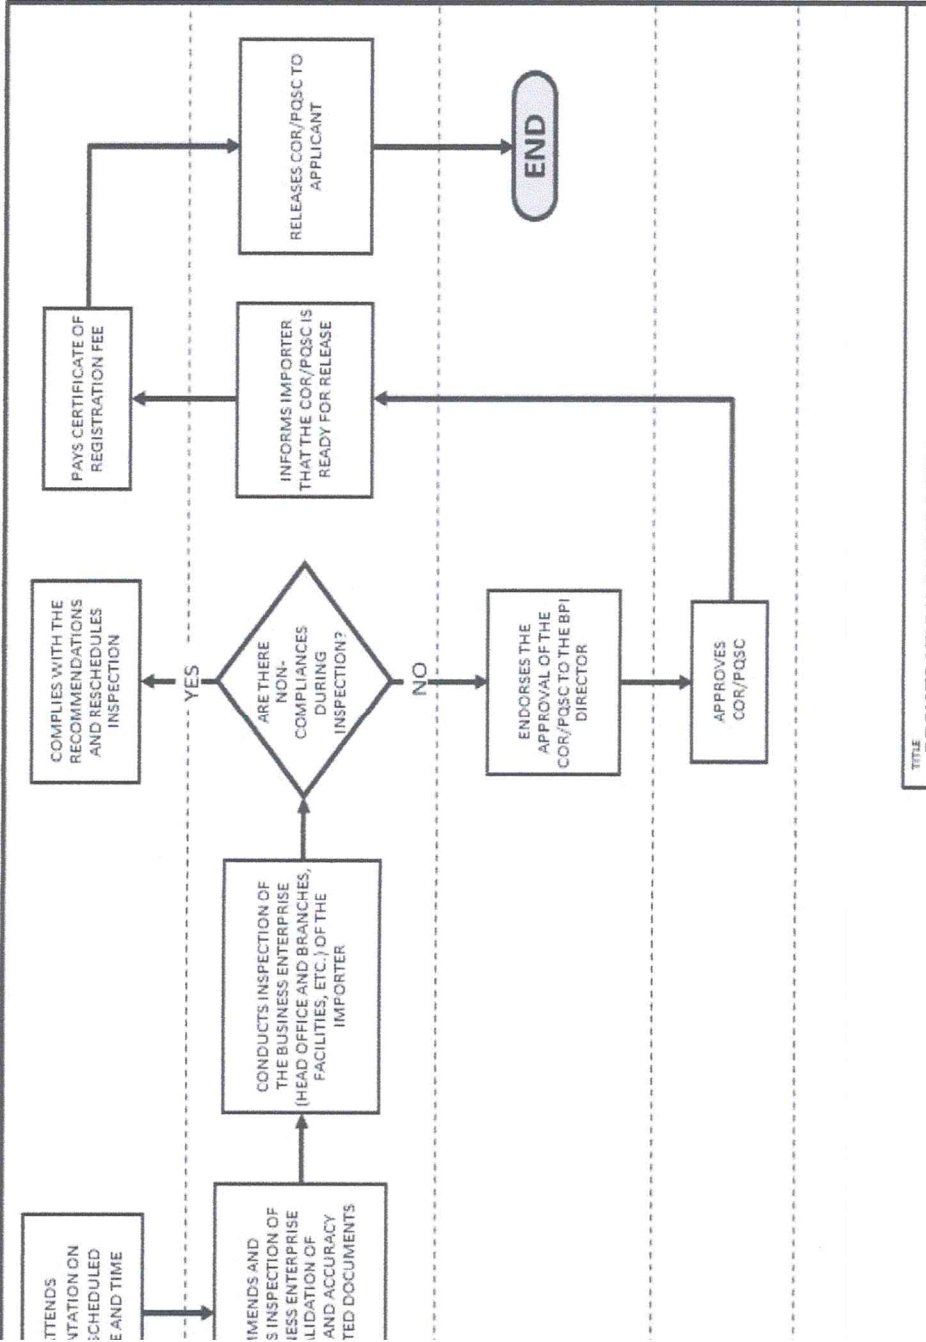 ATTENDS
NTATION ON
SCHEDULED
E AND TIME
MMENDS AND
S INSPECTION OF
NESS ENTERPRISE
LIDATION OF
AND ACCURACY
TED DOCUMENTS
CONDUCTS INSPECTION OF
THE BUSINESS ENTERPRISE
(HEAD OFFICE AND BRANCHES,
FACILITIES, ETC.) OF THE
IMPORTER
ARE THERE
NON-
COMPLIANCES
DURING
INSPECTION?
YES
COMPLIES WITH THE
RECOMMENDATIONS
AND RESCHEDULES
INSPECTION
NO
ENDORSES THE
APPROVAL OF THE
COR/PQSC TO THE BPI
DIRECTOR
APPROVES
COR/PQSC
INFORMS IMPORTER
THAT THE COR/PQSC IS
READY FOR RELEASE
PAYS CERTIFICATE OF
REGISTRATION FEE
RELEASES COR/PQSC TO
APPLICANT
END
TITLE